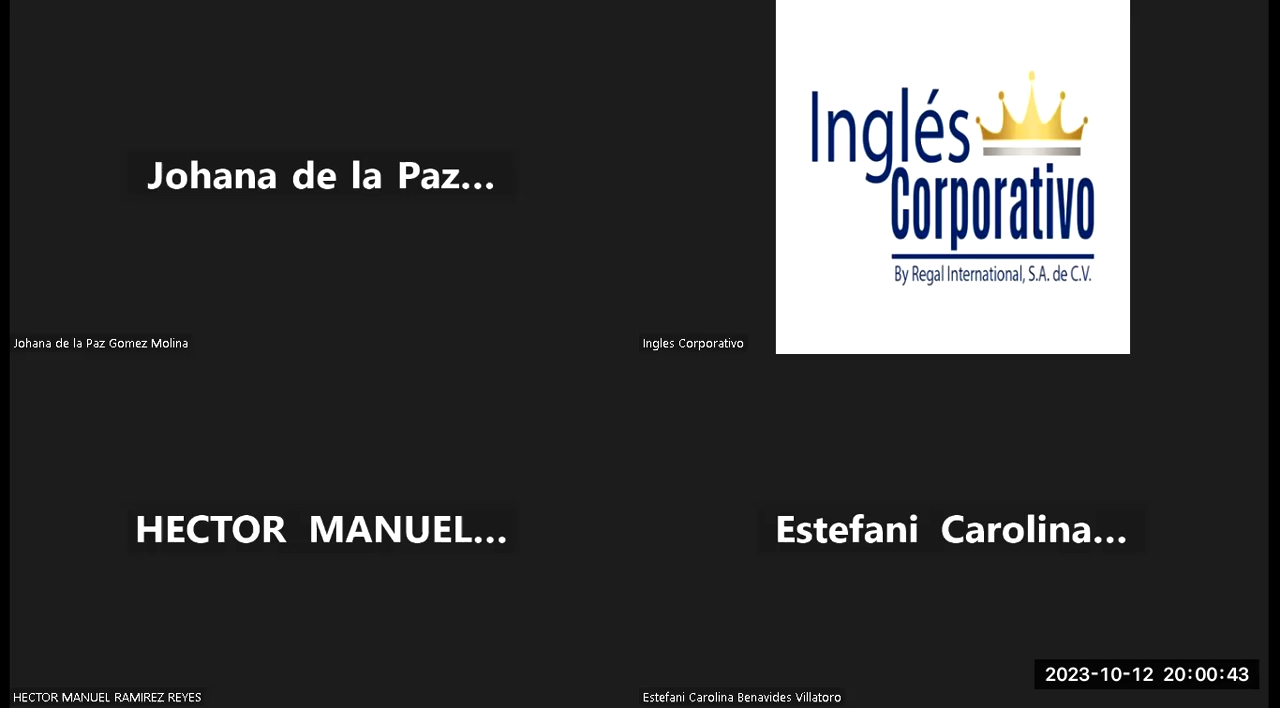 Johana de la Paz...
Inglés
Corporativo
By Regal International, S.A. de C.V.
Johana de la Paz Gomez Molina
Ingles Corporativo
HECTOR MANUEL...
Estefani Carolina...
HECTOR MANUEL RAMIREZ REYES
Estefani Carolina Benavides Villatoro
2023-10-12 20:00:43